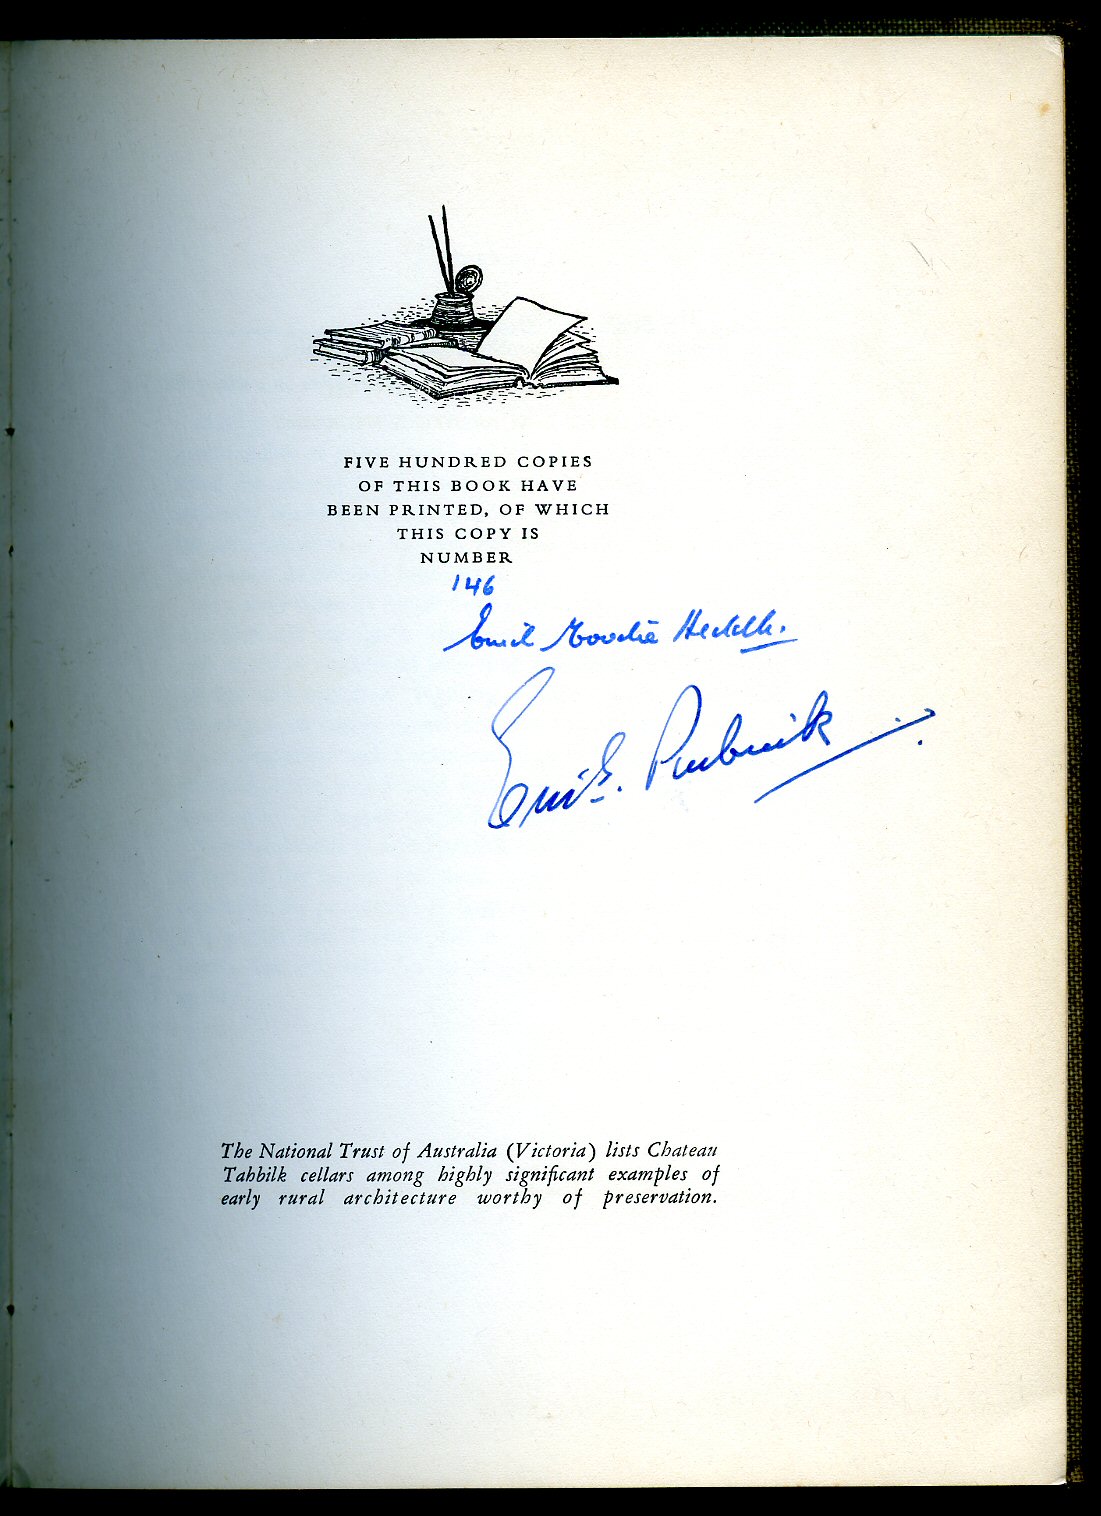 FIVE HUNDRED COPIES
OF THIS BOOK HAVE
BEEN PRINTED, OF WHICH
THIS COPY IS
NUMBER
146
Enid Moodie Heddle.
Eric Purbrick
The National Trust of Australia (Victoria) lists Chateau
Tahbilk cellars among highly significant examples of
early rural architecture worthy of preservation.